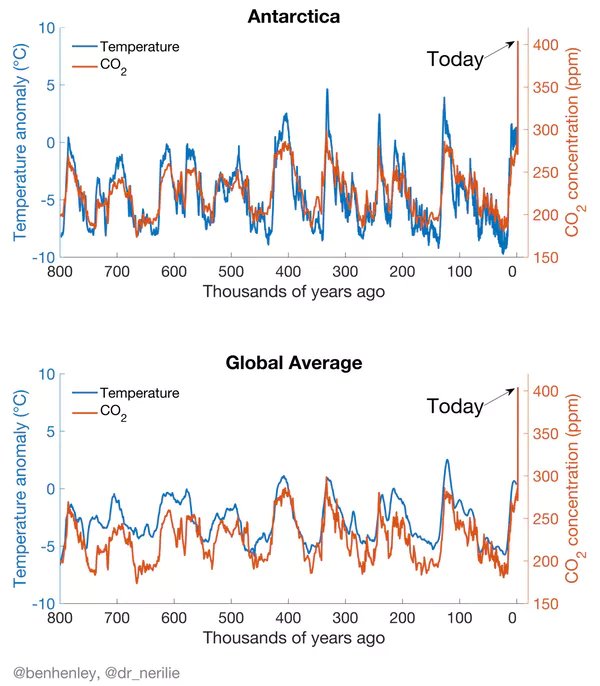 Antarctica
10
5
0
-5
-10
Temperature anomaly (°C)
Temperature
CO2
Today
400
350
300
250
200
150
CO2 concentration (ppm)
800 700 600 500 400 300 200 100 0
Thousands of years ago
Global Average
10
5
0
-5
-10
Temperature anomaly (°C)
Temperature
CO2
Today
400
350
300
250
200
150
CO2 concentration (ppm)
800 700 600 500 400 300 200 100 0
Thousands of years ago
@benhenley, @dr_nerilie